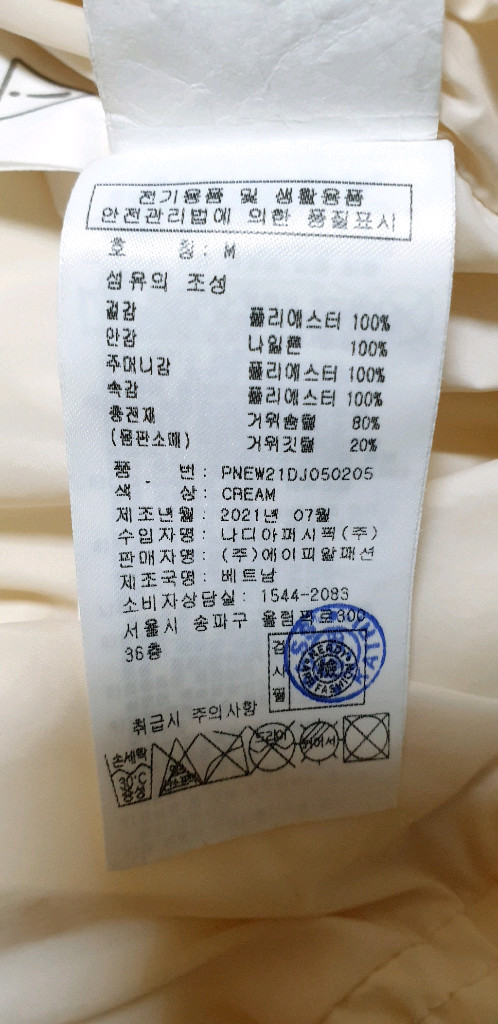 전기용품 및 생활용품
안전관리법에 의한 품질표시
호 칭: M
섬유의 조성
겉감 폴리에스터 100%
안감 나일론 100%
주머니감 폴리에스터 100%
속감 폴리에스터 100%
충전재 거위솜털 80%
(몸판소매) 거위깃털 20%
품 번: PNEW21DJ050205
색 상: CREAM
제조년월: 2021년 07월
수입자명: 나디아퍼시픽(주)
판매자명: (주)에이피알패션
제조국명: 베트남
소비자상담실: 1544-2083
서울시 송파구 올림픽로300
36층
검사필
READY
FASHION
취급시 주의사항
손세탁
30℃
중성
드라이